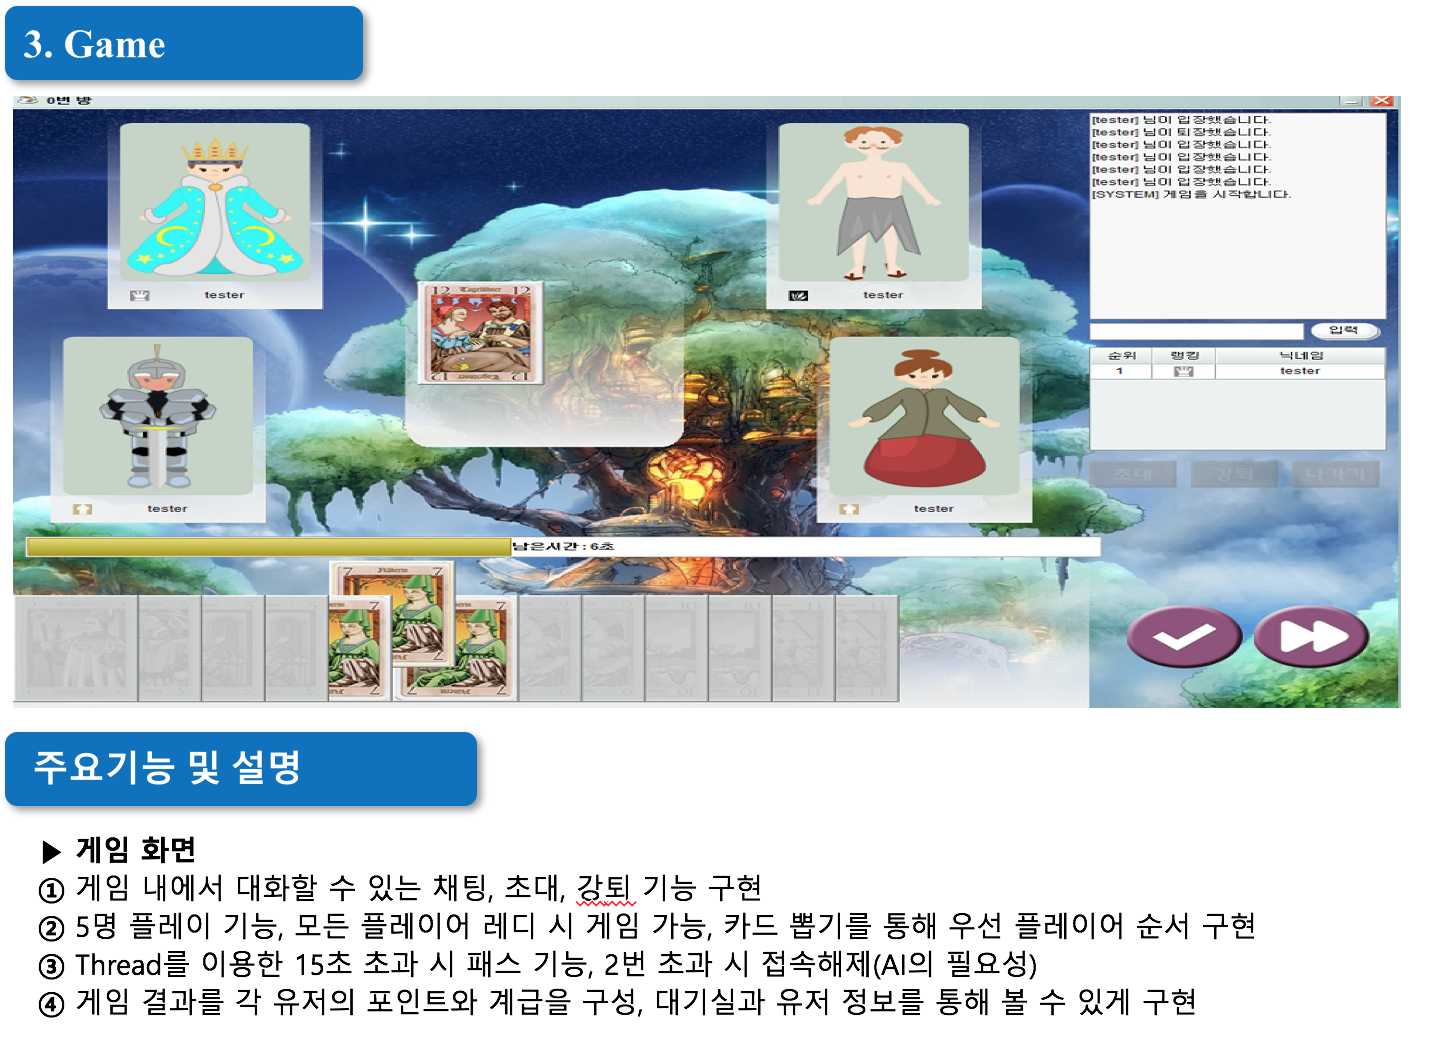 3. Game
0번 방
[tester] 님이 입장했습니다.
[tester] 님이 퇴장했습니다.
[tester] 님이 입장했습니다.
[tester] 님이 입장했습니다.
[tester] 님이 입장했습니다.
[tester] 님이 입장했습니다.
[SYSTEM] 게임을 시작합니다.
tester
tester
12 Tagelöhner 12
입력
순위 랭킹 닉네임
1 tester
tester
tester
초대 강퇴 나가기
남은시간 : 6초
7 Näherin 7
7
7
주요기능 및 설명
▶ 게임 화면
① 게임 내에서 대화할 수 있는 채팅, 초대, 강퇴 기능 구현
② 5명 플레이 기능, 모든 플레이어 레디 시 게임 가능, 카드 뽑기를 통해 우선 플레이어 순서 구현
③ Thread를 이용한 15초 초과 시 패스 기능, 2번 초과 시 접속해제(AI의 필요성)
④ 게임 결과를 각 유저의 포인트와 계급을 구성, 대기실과 유저 정보를 통해 볼 수 있게 구현